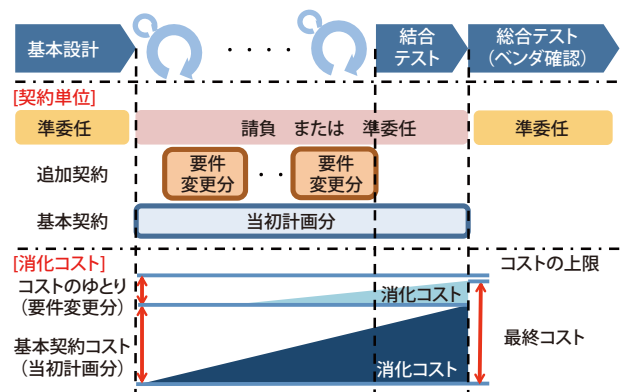 基本設計
・・・・
結合
テスト
総合テスト
(ベンダ確認)
[契約単位]
準委任
請負 または 準委任
準委任
追加契約
要件
変更分
・・
要件
変更分
基本契約
当初計画分
[消化コスト]
コストの上限
コストのゆとり
(要件変更分)
消化コスト
基本契約コスト
(当初計画分)
消化コスト
最終コスト